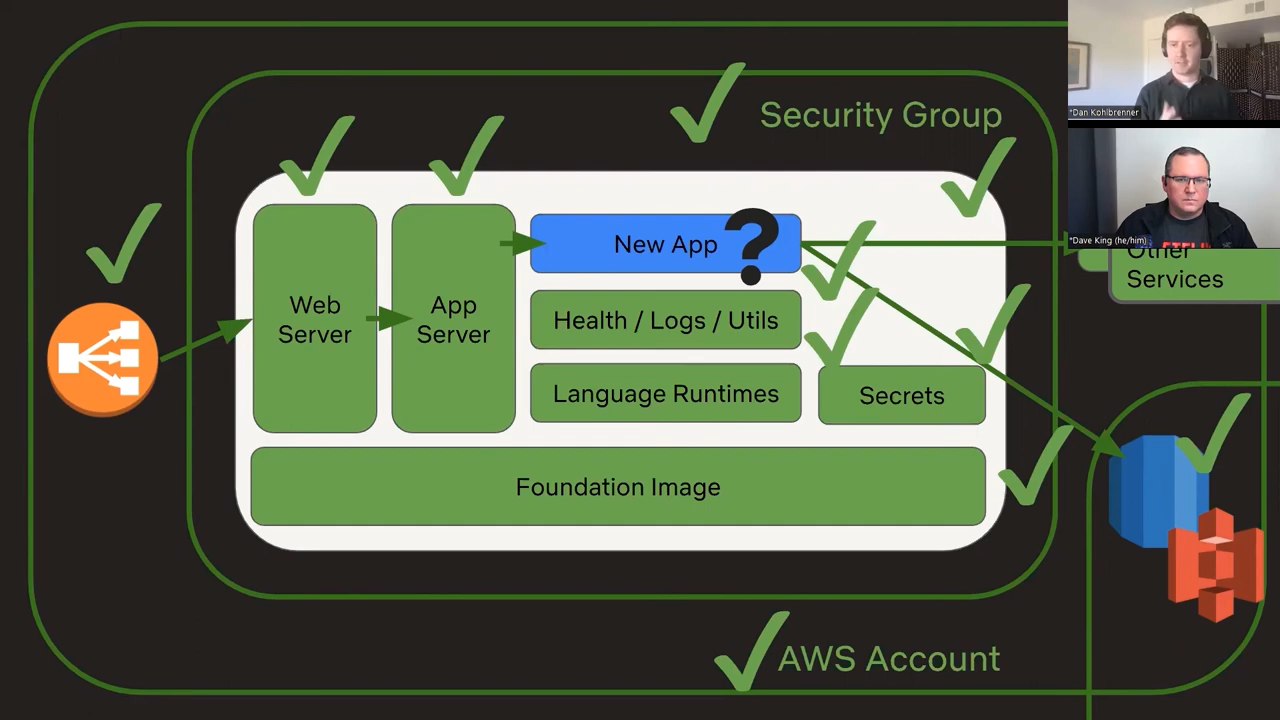 *Dan Kohlbrenner
Security Group
*Dave King (he/him)
New App ?
Other
Services
Web
Server
App
Server
Health / Logs / Utils
Language Runtimes
Secrets
Foundation Image
AWS Account